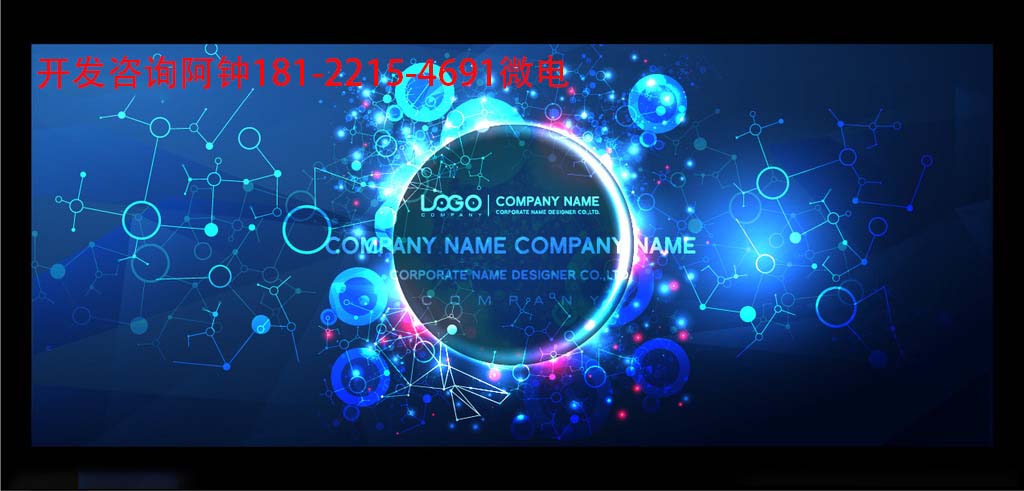 开发咨询阿钟181-2215-4691微电
LOGO
COMPANY
COMPANY NAME
CORPORATE NAME DESIGNER CO.,LTD.
COMPANY NAME COMPANY NAME
CORPORATE NAME DESIGNER CO.,LTD
COMPANY